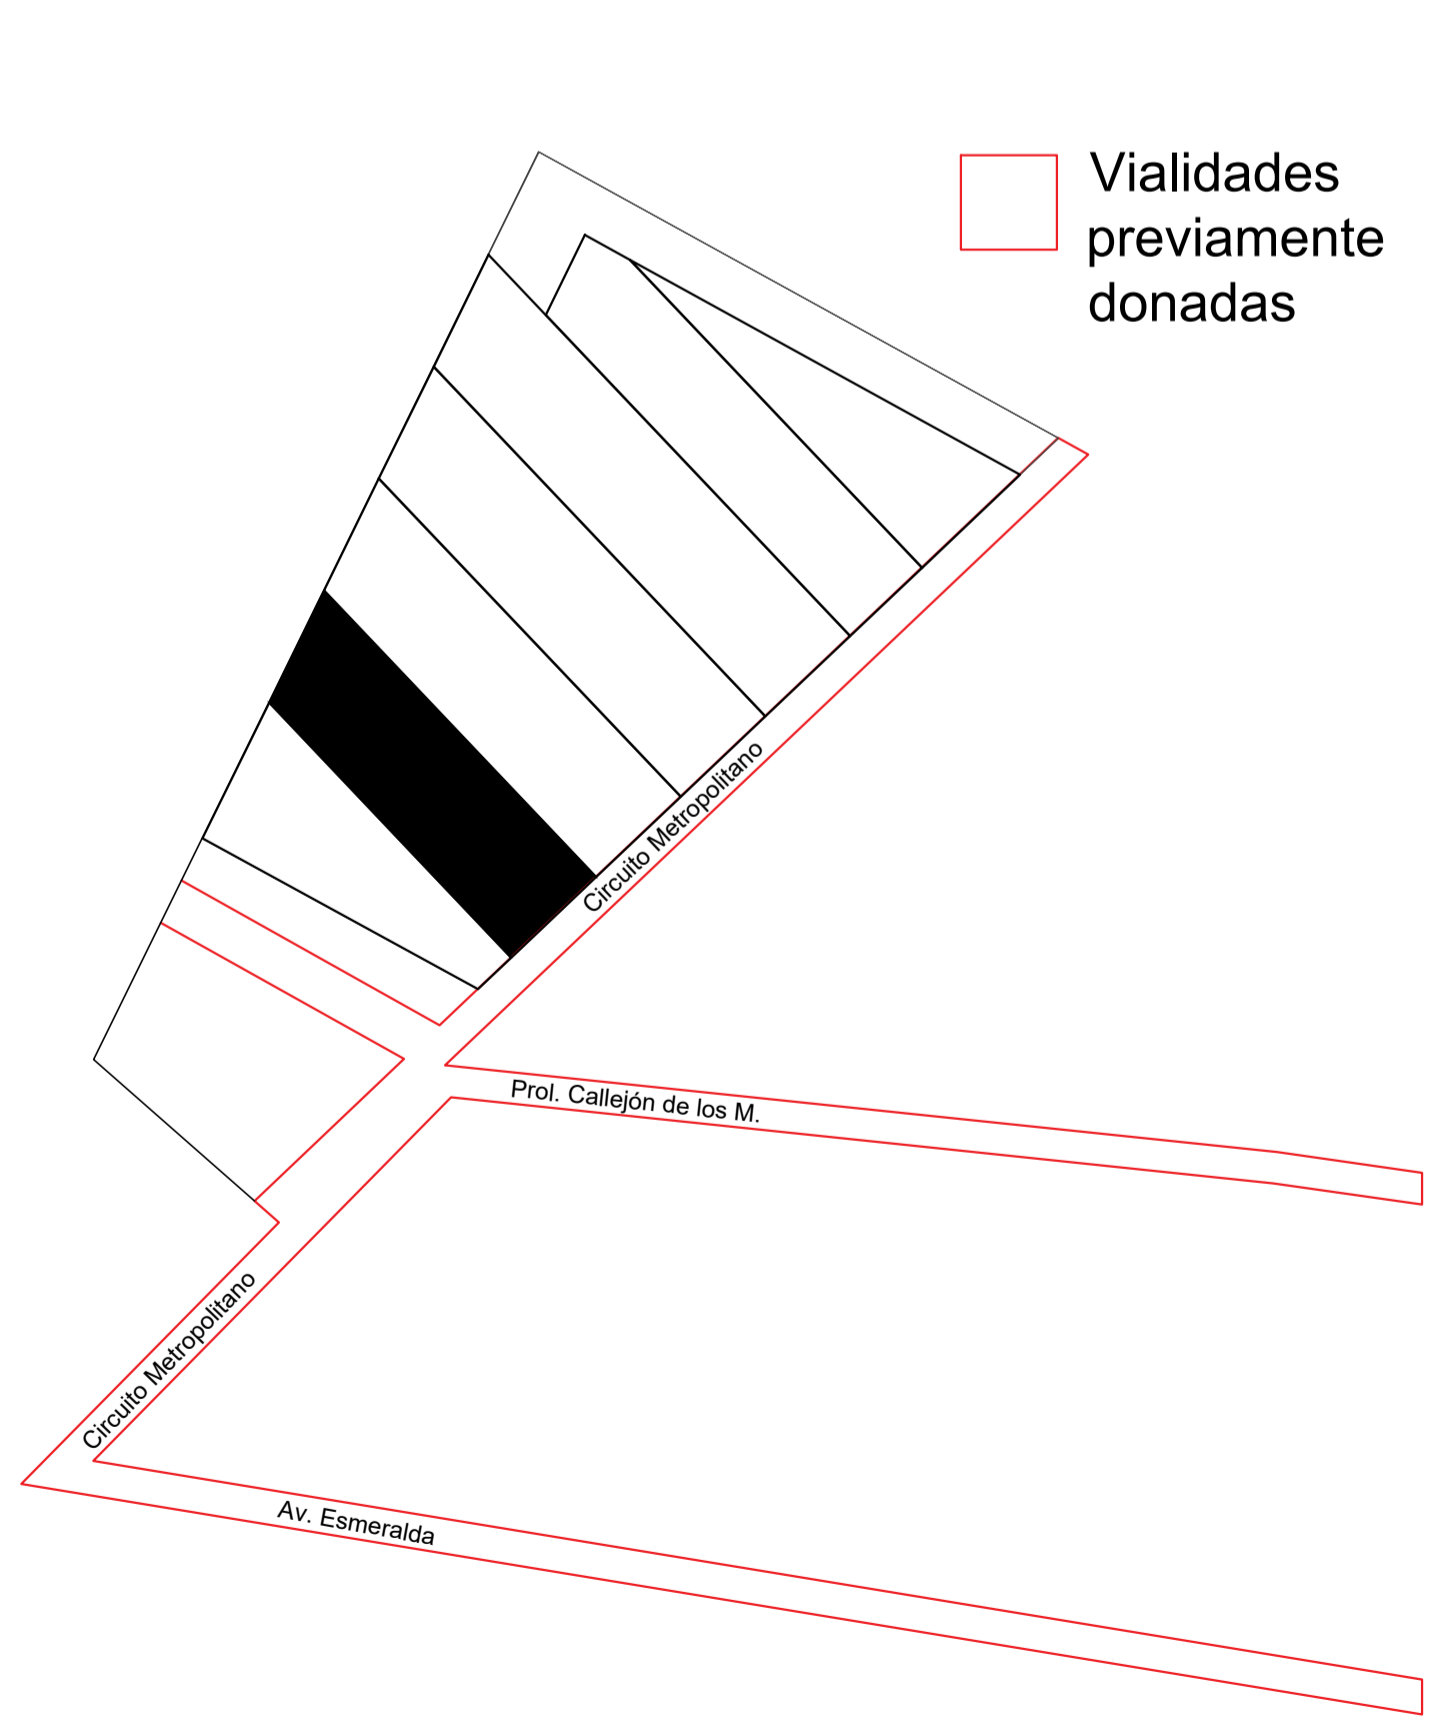 Vialidades
previamente
donadas
Circuito Metropolitano
Prol. Callejón de los M.
Circuito Metropolitano
Av. Esmeralda